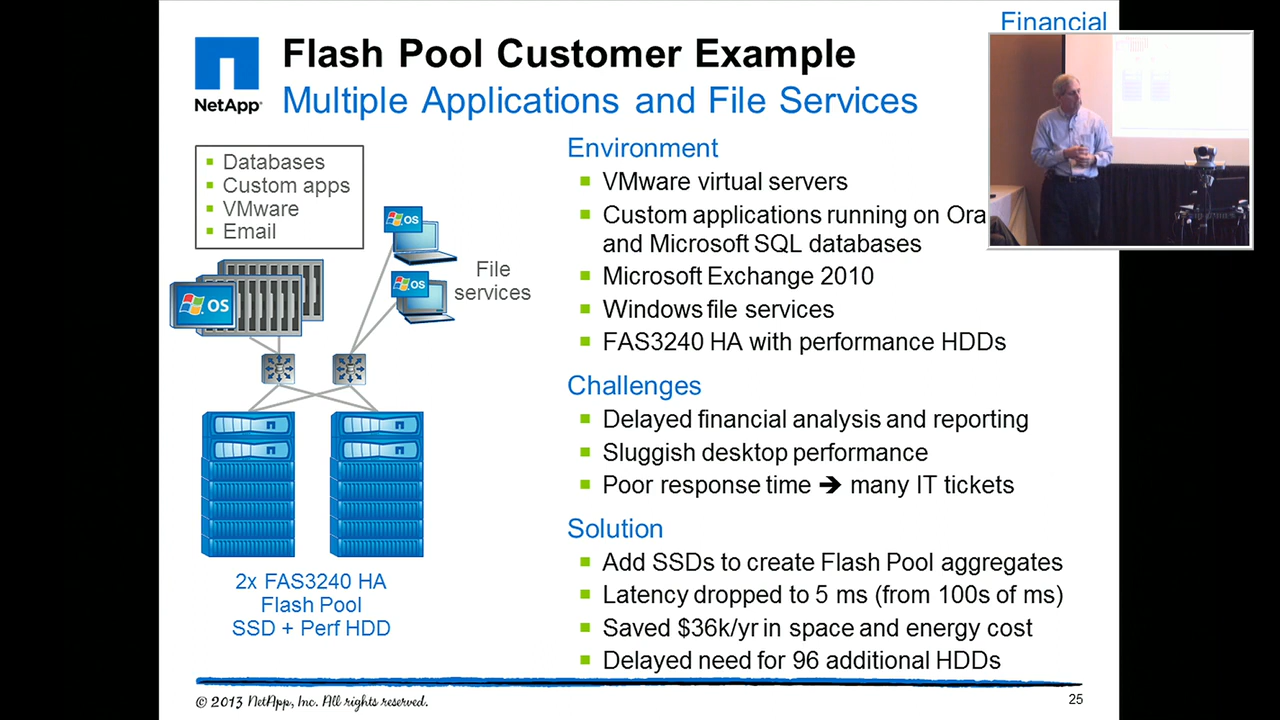 Financial
Flash Pool Customer Example
Multiple Applications and File Services
NetApp
Databases
Custom apps
VMware
Email
OS
OS
OS
File
services
2x FAS3240 HA
Flash Pool
SSD + Perf HDD
Environment
VMware virtual servers
Custom applications running on
and Microsoft SQL databases
Microsoft Exchange 2010
Windows file services
FAS3240 HA with performance HDDs
Challenges
Delayed financial analysis and reporting
Sluggish desktop performance
Poor response time ➔ many IT tickets
Solution
Add SSDs to create Flash Pool aggregates
Latency dropped to 5 ms (from 100s of ms)
Saved $36k/yr in space and energy cost
Delayed need for 96 additional HDDs
© 2013 NetApp, Inc. All rights reserved.
25